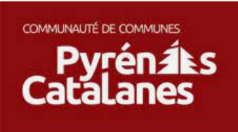 COMMUNAUTÉ DE COMMUNES
Pyrénées
Catalanes